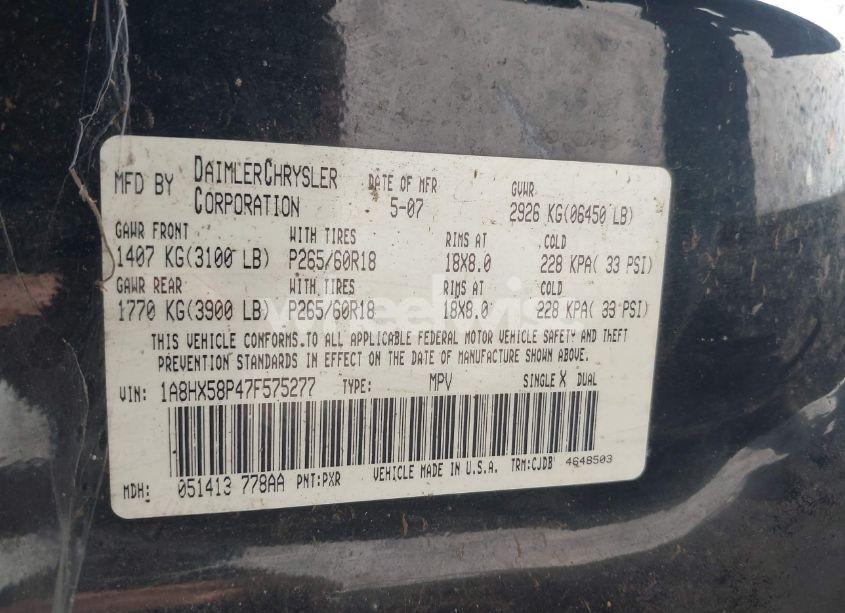 MFD BY DAIMLERCHRYSLER CORPORATION DATE OF MFR 5-07 GVWR 2926 KG(06450 LB)
GAWR FRONT WITH TIRES RIMS AT COLD
1407 KG(3100 LB) P265/60R18 18X8.0 228 KPA( 33 PSI)
GAWR REAR WITH TIRES RIMS AT COLD
1770 KG(3900 LB) P265/60R18 18X8.0 228 KPA( 33 PSI)
THIS VEHICLE CONFORMS TO ALL APPLICABLE FEDERAL MOTOR VEHICLE SAFETY AND THEFT
PREVENTION STANDARDS IN EFFECT ON THE DATE OF MANUFACTURE SHOWN ABOVE.
VIN: 1A8HX58P47F575277 TYPE: MPV SINGLE X DUAL
MDH: 051413 778AA PNT:PXR VEHICLE MADE IN U.S.A. TRM:CJDB 4648503